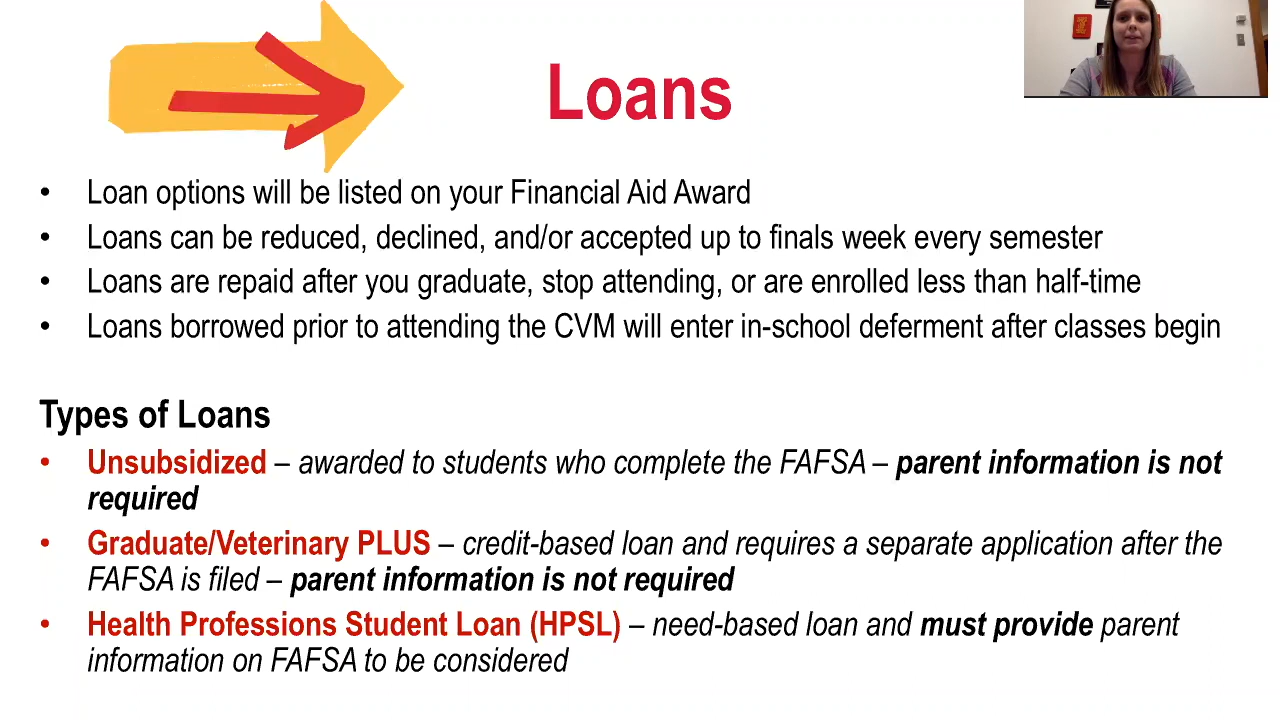 Loans
• Loan options will be listed on your Financial Aid Award
• Loans can be reduced, declined, and/or accepted up to finals week every semester
• Loans are repaid after you graduate, stop attending, or are enrolled less than half-time
• Loans borrowed prior to attending the CVM will enter in-school deferment after classes begin
Types of Loans
• Unsubsidized – awarded to students who complete the FAFSA – parent information is not
required
• Graduate/Veterinary PLUS – credit-based loan and requires a separate application after the
FAFSA is filed – parent information is not required
• Health Professions Student Loan (HPSL) – need-based loan and must provide parent
information on FAFSA to be considered